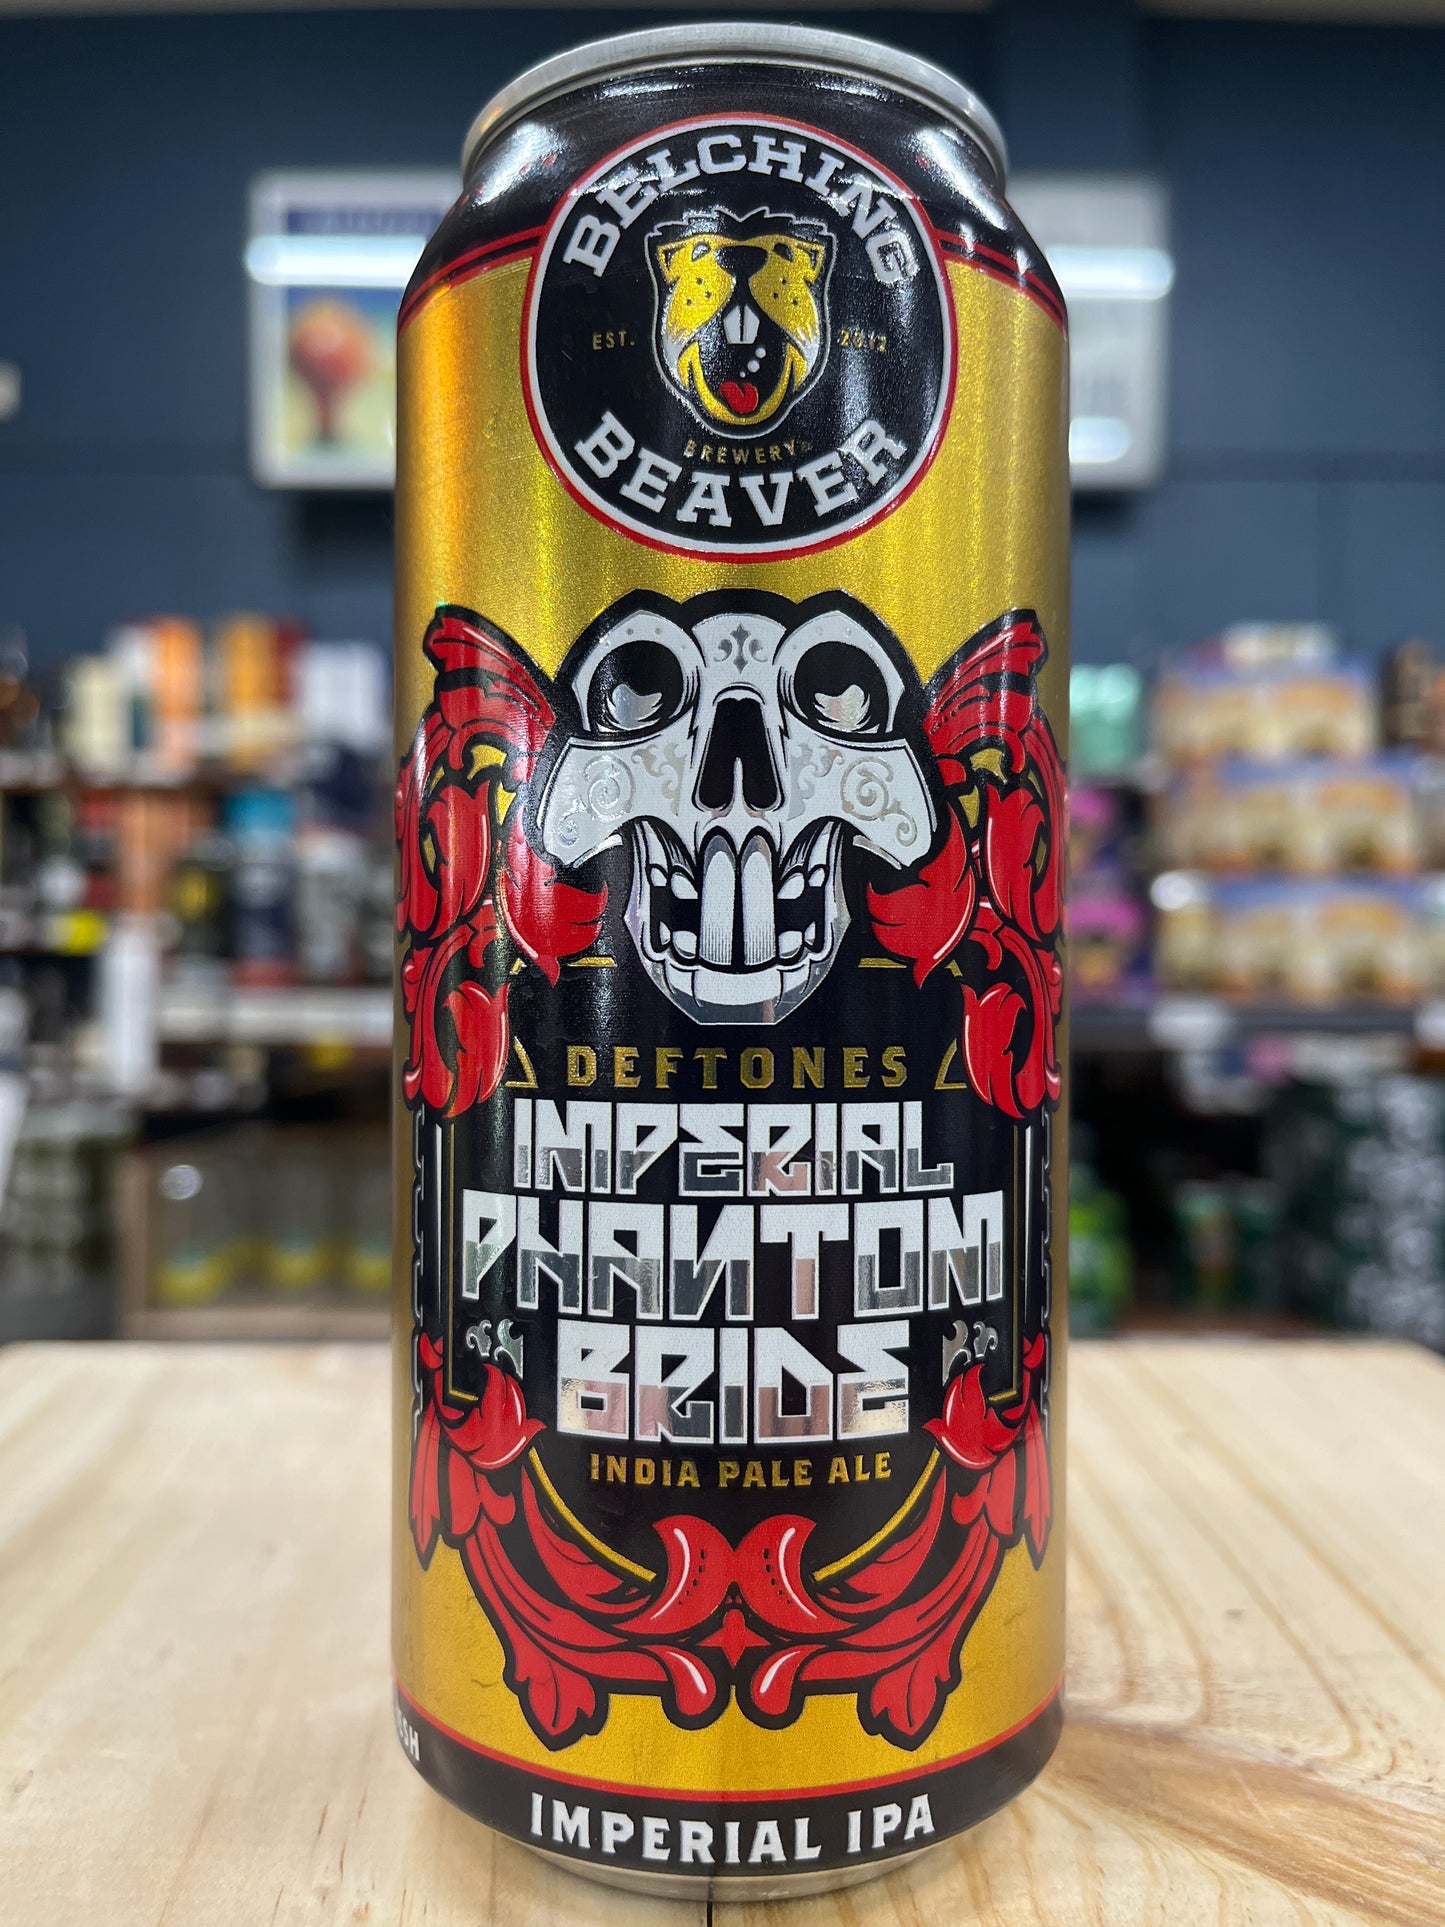 BELCHING
EST. 2012
BREWERY
BEAVER
DEFTONES
IMPERIAL
PHANTOM
BRIDE
INDIA PALE ALE
IMPERIAL IPA